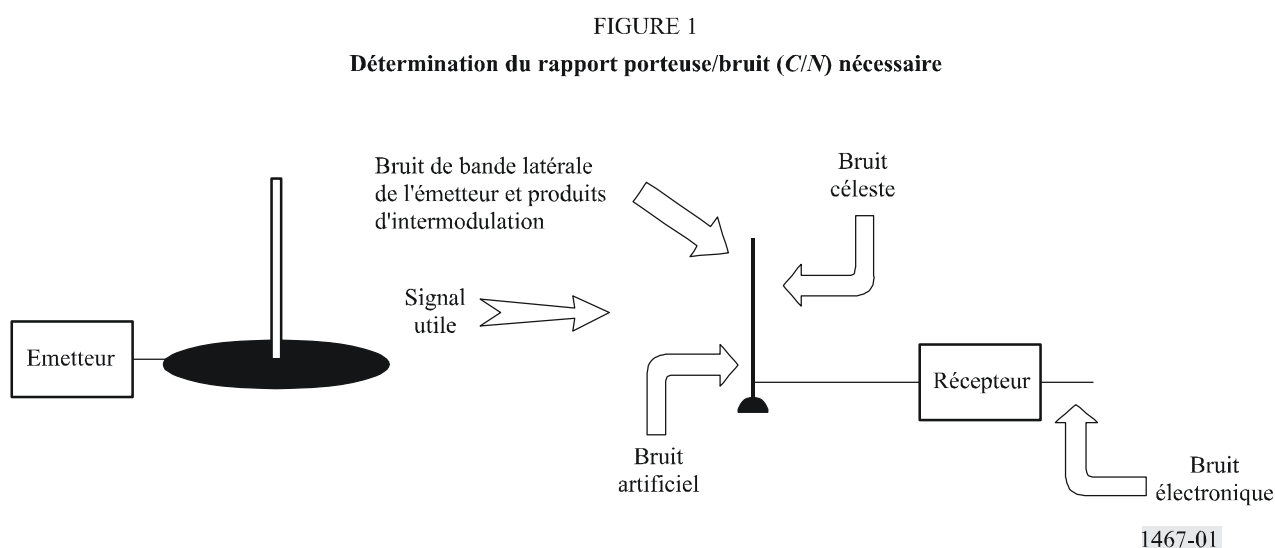 FIGURE 1
Détermination du rapport porteuse/bruit (C/N) nécessaire
Bruit de bande latérale
de l'émetteur et produits
d'intermodulation
Bruit
céleste
Signal
utile
Emetteur
Récepteur
Bruit
artificiel
Bruit
électronique
1467-01